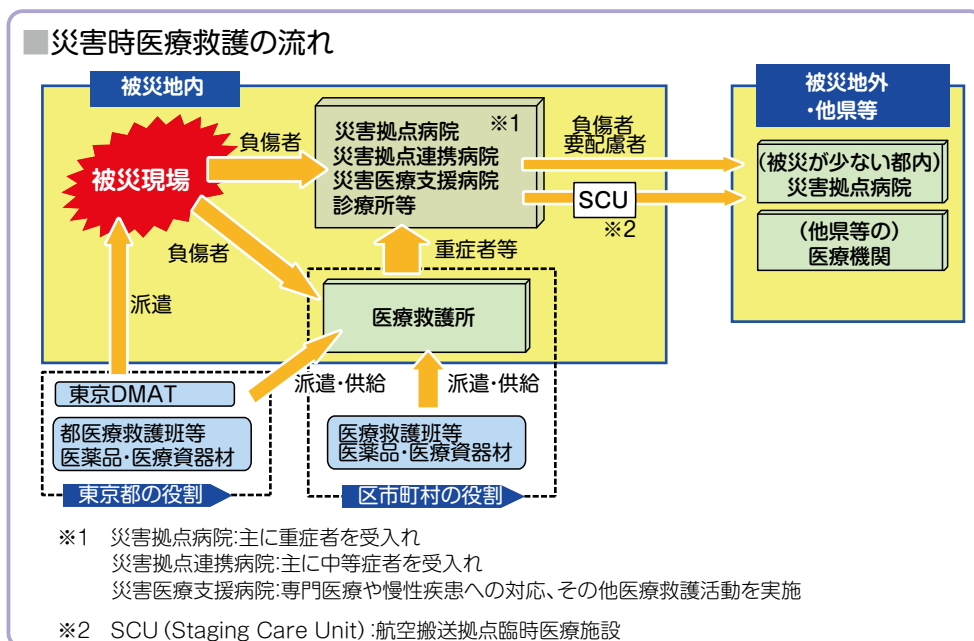 ■災害時医療救護の流れ
被災地内
被災地外
・他県等
被災現場
負傷者
災害拠点病院 ※1
災害拠点連携病院
災害医療支援病院
診療所等
負傷者
要配慮者
SCU
※2
(被災が少ない都内)
災害拠点病院
(他県等の)
医療機関
負傷者
重症者等
派遣
医療救護所
派遣・供給
派遣・供給
東京DMAT
都医療救護班等
医薬品・医療資器材
東京都の役割
医療救護班等
医薬品・医療資器材
区市町村の役割
※1 災害拠点病院:主に重症者を受入れ
災害拠点連携病院:主に中等症者を受入れ
災害医療支援病院:専門医療や慢性疾患への対応、その他医療救護活動を実施
※2 SCU(Staging Care Unit):航空搬送拠点臨時医療施設